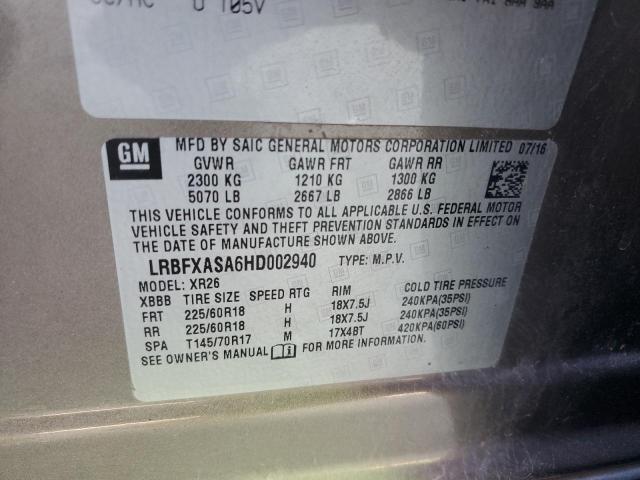 U T05V
GM
MFD BY SAIC GENERAL MOTORS CORPORATION LIMITED 07/16
GVWR GAWR FRT GAWR RR
2300 KG 1210 KG 1300 KG
5070 LB 2667 LB 2866 LB
THIS VEHICLE CONFORMS TO ALL APPLICABLE U.S. FEDERAL MOTOR
VEHICLE SAFETY AND THEFT PREVENTION STANDARDS IN EFFECT ON
THE DATE OF MANUFACTURE SHOWN ABOVE.
LRBFXASA6HD002940 TYPE: M.P.V.
MODEL: XR26
XBBB TIRE SIZE SPEED RTG RIM COLD TIRE PRESSURE
FRT 225/60R18 H 18X7.5J 240KPA(35PSI)
RR 225/60R18 H 18X7.5J 240KPA(35PSI)
SPA T145/70R17 M 17X4BT 420KPA(60PSI)
SEE OWNER'S MANUAL FOR MORE INFORMATION.